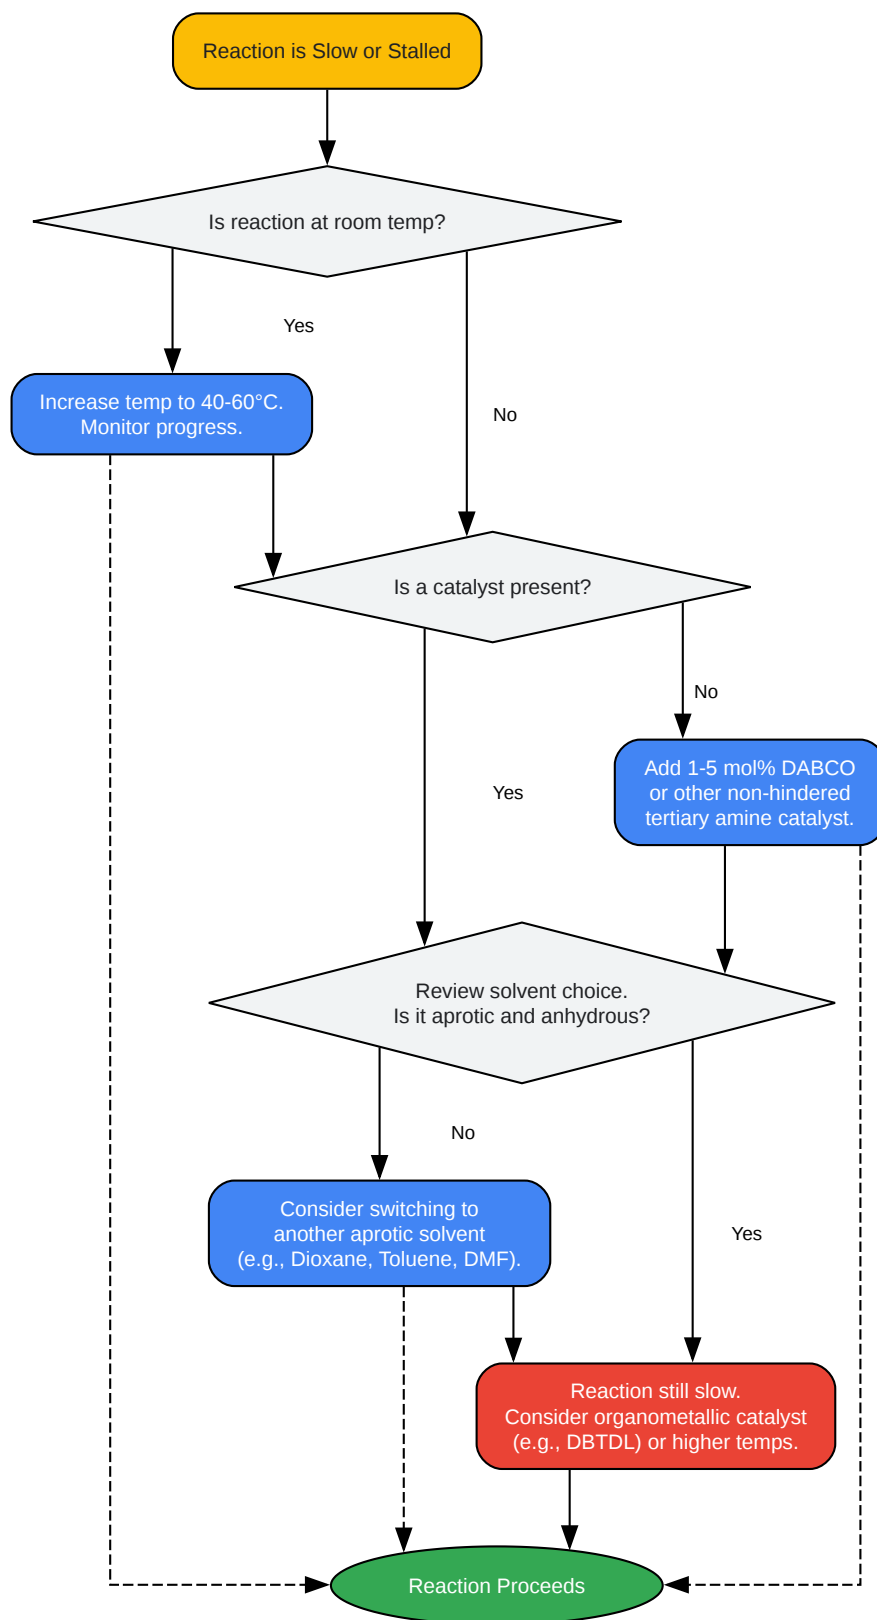 Reaction is Slow or Stalled
Is reaction at room temp?
Yes
Increase temp to 40-60°C.
Monitor progress.
No
Is a catalyst present?
No
Add 1-5 mol% DABCO
or other non-hindered
tertiary amine catalyst.
Yes
Review solvent choice.
Is it aprotic and anhydrous?
No
Consider switching to
another aprotic solvent
(e.g., Dioxane, Toluene, DMF).
Yes
Reaction still slow.
Consider organometallic catalyst
(e.g., DBTDL) or higher temps.
Reaction Proceeds